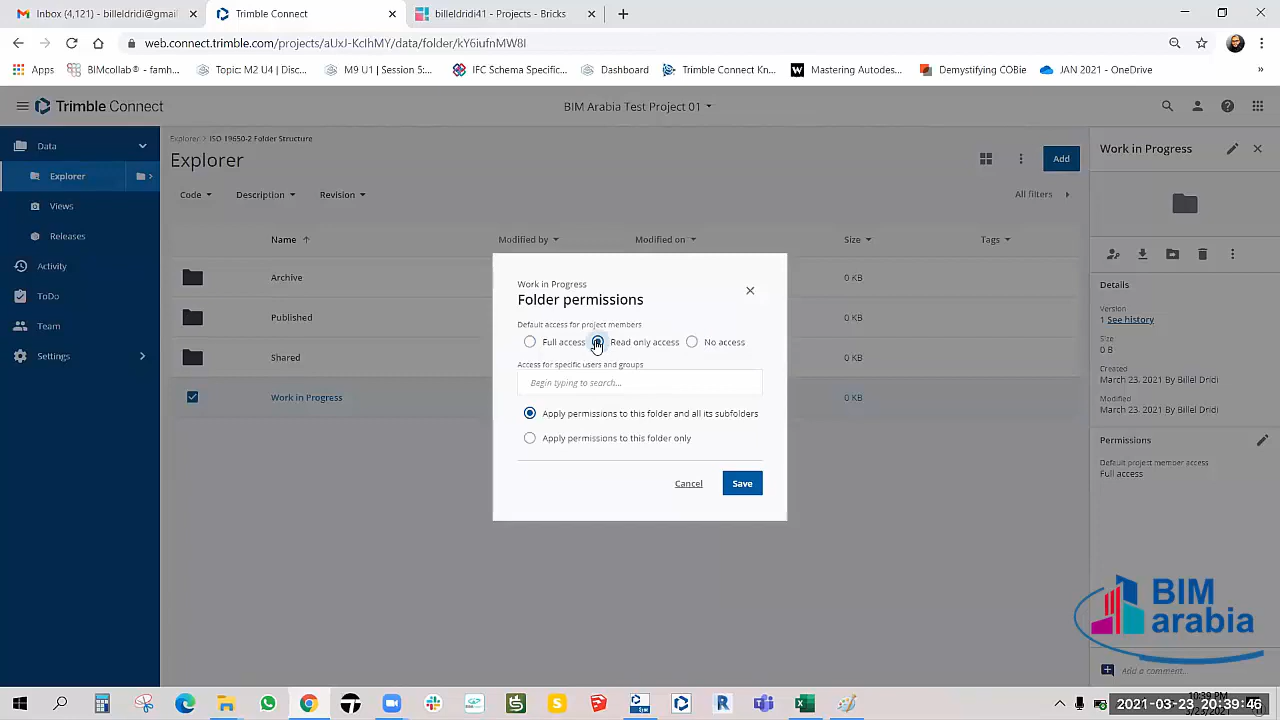 Inbox (4,121) - billeldridi@gmail
Trimble Connect
billeldridi41 - Projects - Bricks
web.connect.trimble.com/projects/aUxJ-KcIhMY/data/folder/kY6iufnMW8I
Apps
BIMcollab® - famh...
Topic: M2 U4 | Disc...
M9 U1 | Session 5:...
IFC Schema Specific...
Dashboard
Trimble Connect Kn...
Mastering Autodes...
Demystifying COBie
JAN 2021 - OneDrive
Trimble Connect
BIM Arabia Test Project 01
Data
Explorer
Views
Releases
Activity
ToDo
Team
Settings
Explorer > ISO 19650-2 Folder Structure
Explorer
Add
Code
Description
Revision
All filters
Name
Modified by
Modified on
Size
Tags
Archive
0 KB
Published
0 KB
Shared
0 KB
Work in Progress
0 KB
Work in Progress
Folder permissions
Default access for project members
Full access
Read only access
No access
Access for specific users and groups
Begin typing to search...
Apply permissions to this folder and all its subfolders
Apply permissions to this folder only
Cancel
Save
Work in Progress
Details
Version
1 See history
Size
0 B
Created
March 23, 2021 By Billel Dridi
Modified
March 23, 2021 By Billel Dridi
Permissions
Default project member access
Full access
BIM
arabia
Add a comment...
10:39 PM
2021-03-23 20:39:46